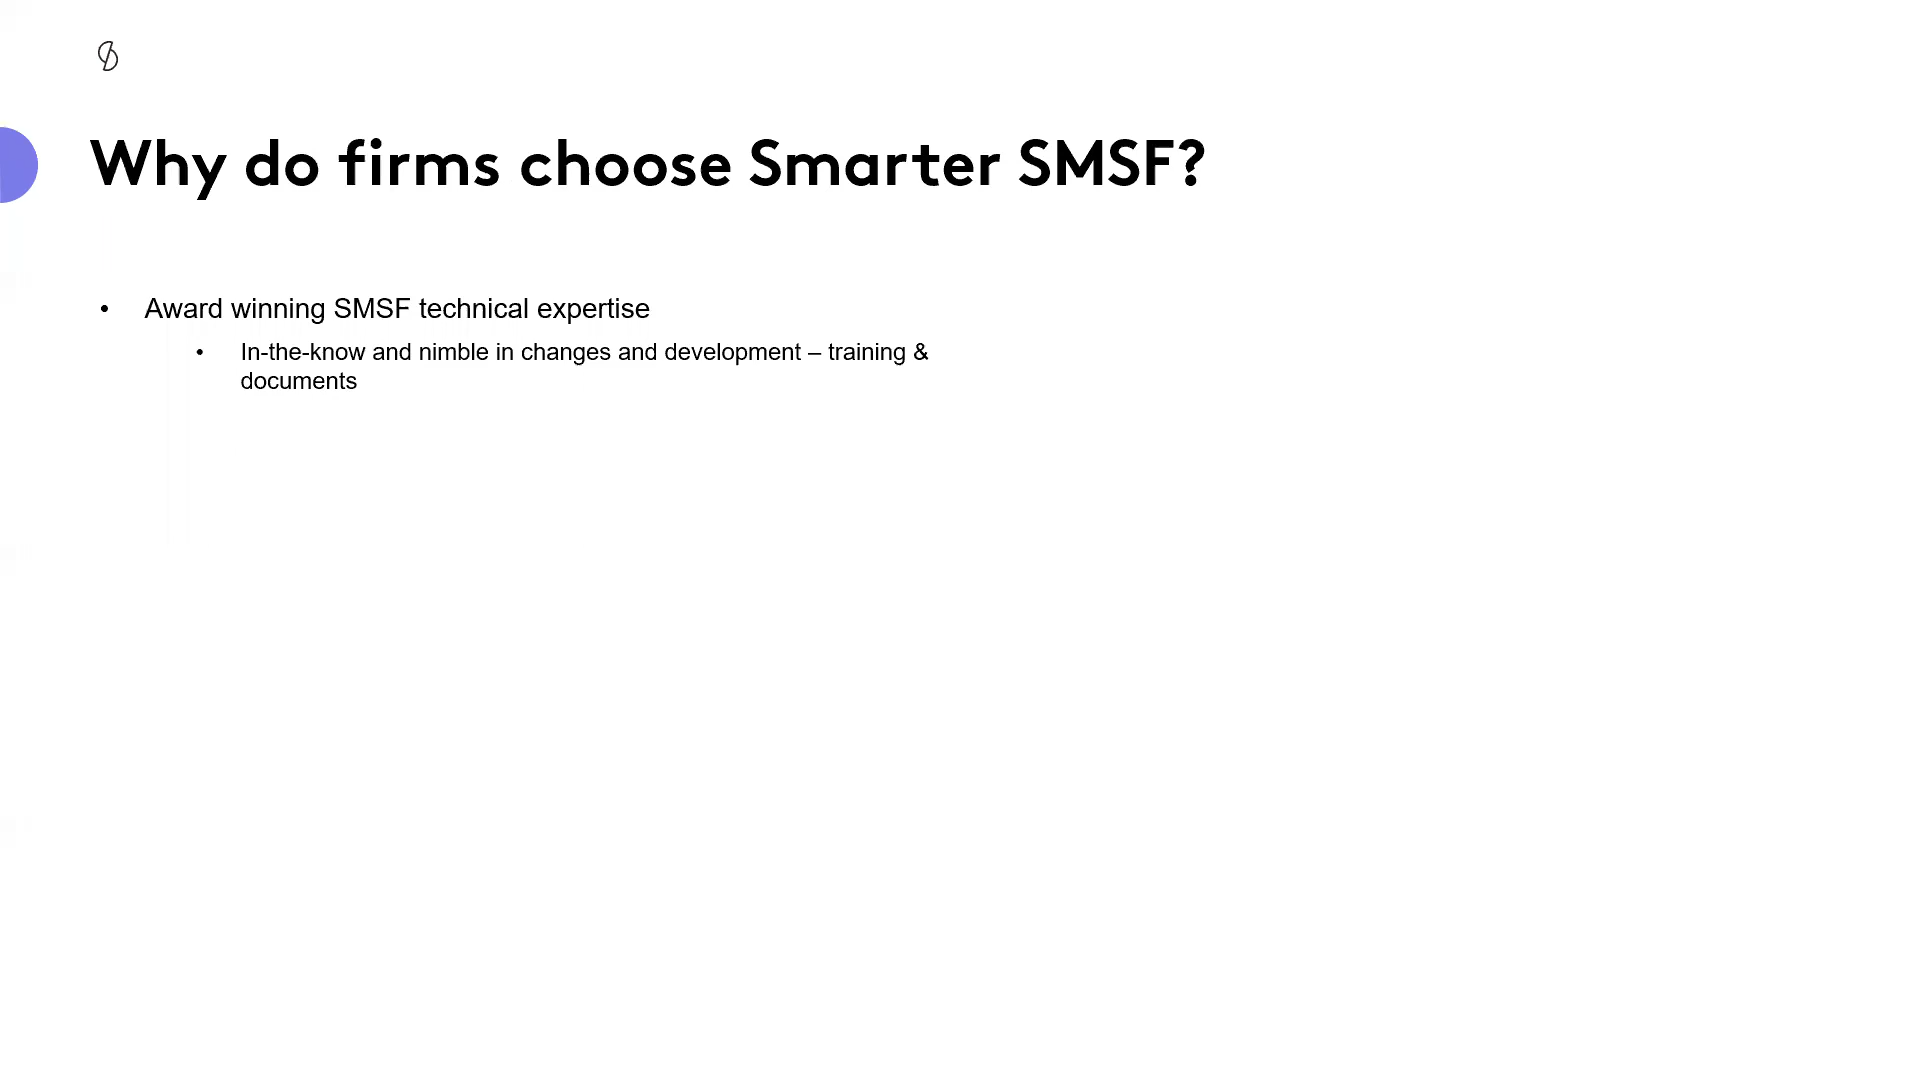 Why do firms choose Smarter SMSF?
• Award winning SMSF technical expertise
• In-the-know and nimble in changes and development – training &
documents